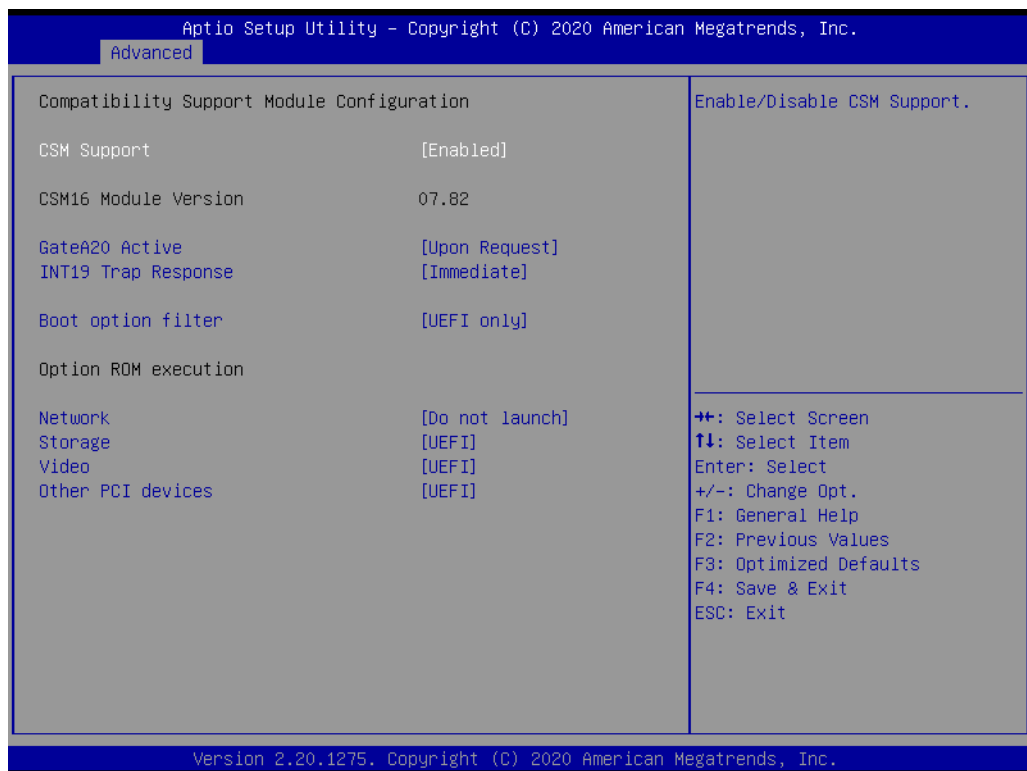 Aptio Setup Utility – Copyright (C) 2020 American Megatrends, Inc.
Advanced
Compatibility Support Module Configuration
CSM Support [Enabled]
CSM16 Module Version 07.82
GateA20 Active [Upon Request]
INT19 Trap Response [Immediate]
Boot option filter [UEFI only]
Option ROM execution
Network [Do not launch]
Storage [UEFI]
Video [UEFI]
Other PCI devices [UEFI]
Enable/Disable CSM Support.
→←: Select Screen
↑↓: Select Item
Enter: Select
+/-: Change Opt.
F1: General Help
F2: Previous Values
F3: Optimized Defaults
F4: Save & Exit
ESC: Exit
Version 2.20.1275. Copyright (C) 2020 American Megatrends, Inc.